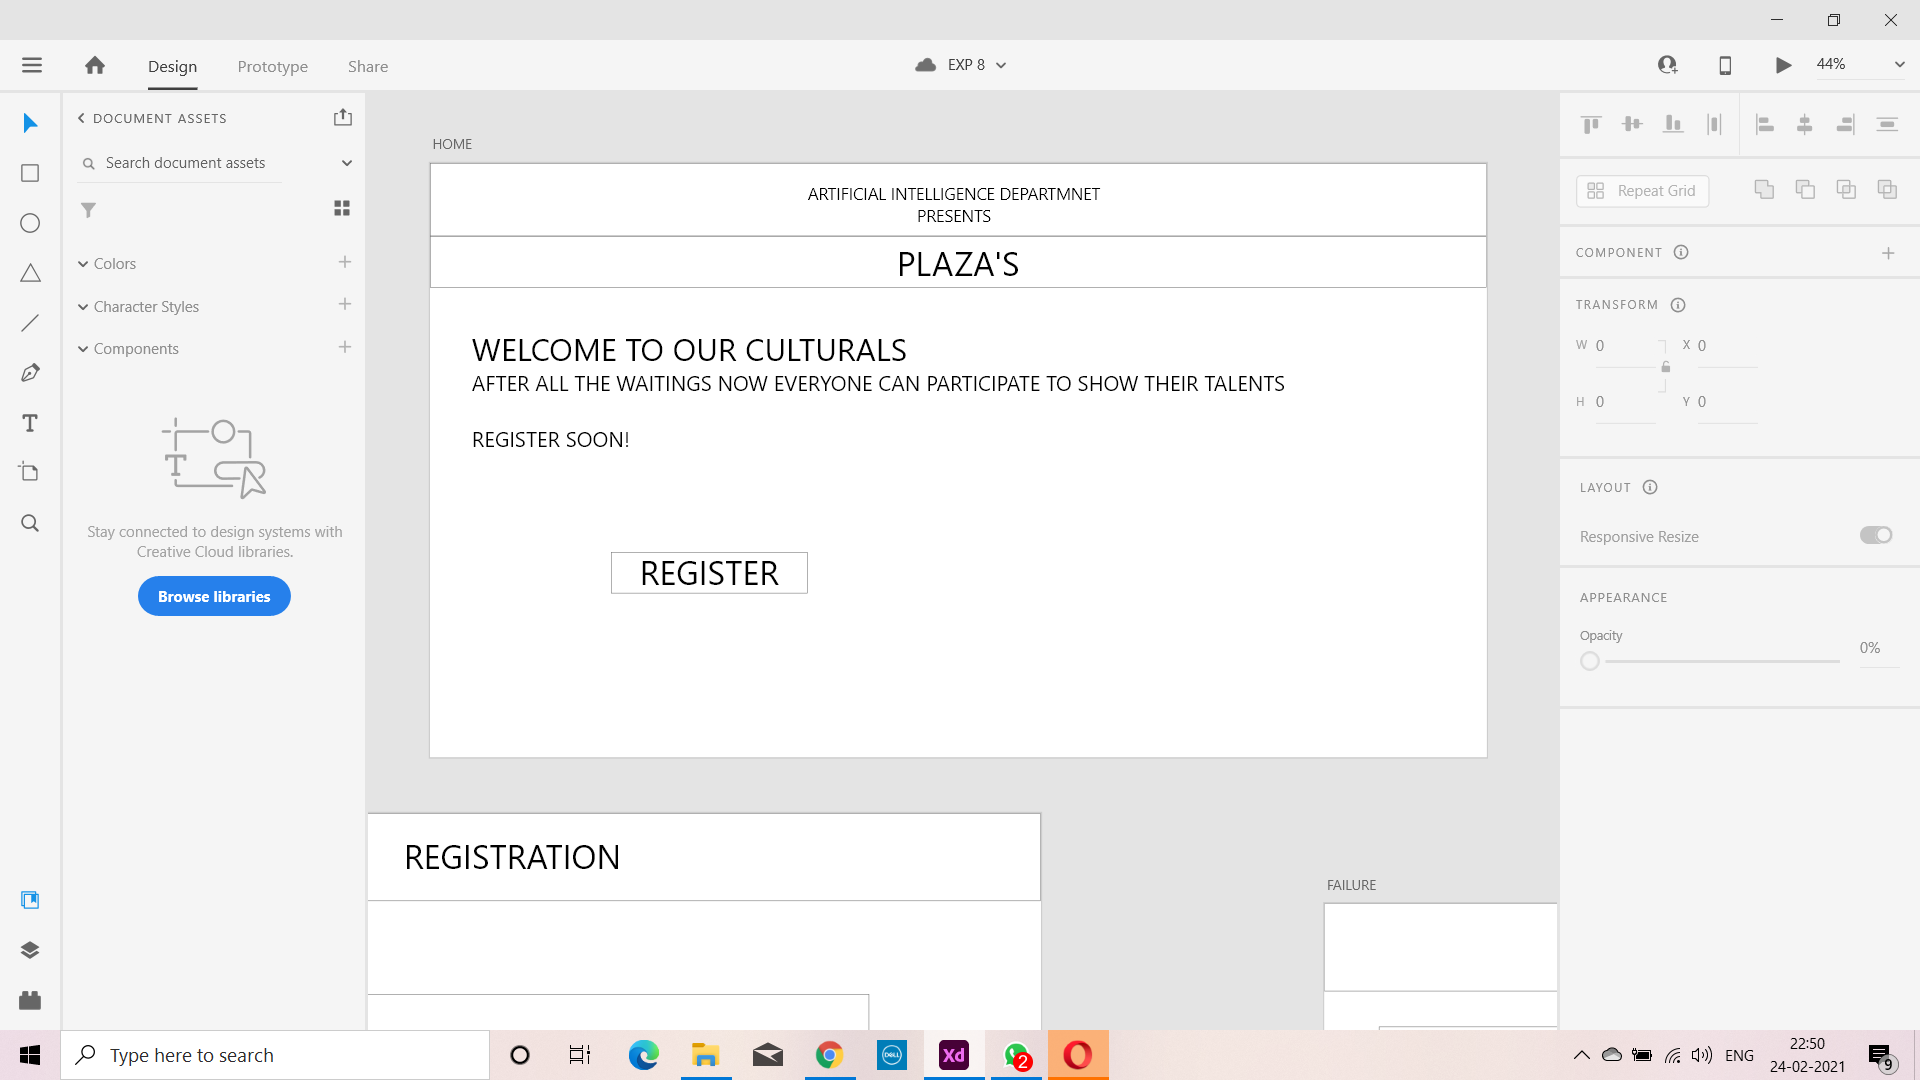 Design
Prototype
Share
EXP 8
44%
DOCUMENT ASSETS
Search document assets
Colors
Character Styles
Components
Stay connected to design systems with
Creative Cloud libraries.
Browse libraries
HOME
ARTIFICIAL INTELLIGENCE DEPARTMNET
PRESENTS
PLAZA'S
WELCOME TO OUR CULTURALS
AFTER ALL THE WAITINGS NOW EVERYONE CAN PARTICIPATE TO SHOW THEIR TALENTS
REGISTER SOON!
REGISTER
REGISTRATION
FAILURE
Repeat Grid
COMPONENT
TRANSFORM
W 0 X 0
H 0 Y 0
LAYOUT
Responsive Resize
APPEARANCE
Opacity
0%
Type here to search
DELL
Xd
2
ENG
22:50
24-02-2021
9